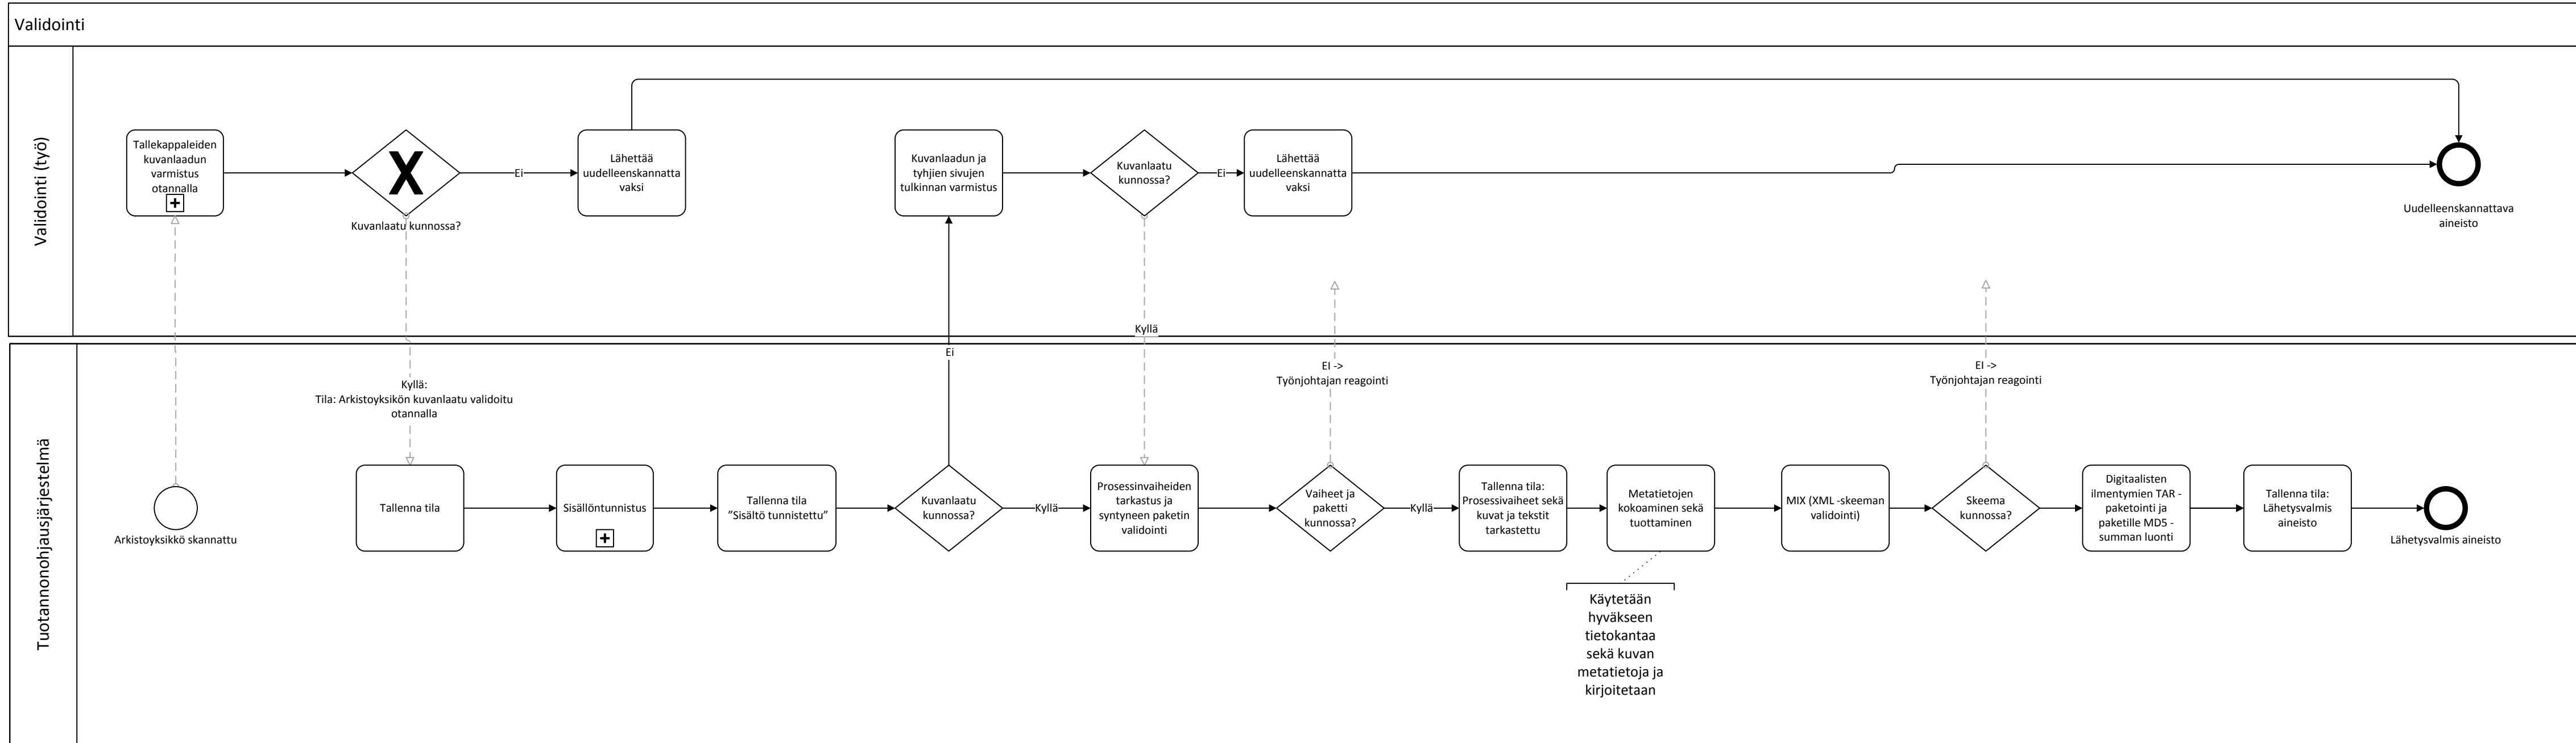 Validointi
Validointi (työ)
Tallekappaleiden
kuvanlaadun
varmistus
otannalla
X
Kuvanlaatu kunnossa?
Ei
Lähettää
uudelleenskannatta
vaksi
Kuvanlaadun ja
tyhjien sivujen
tulkinnan varmistus
Kuvanlaatu
kunnossa?
Ei
Lähettää
uudelleenskannatta
vaksi
Uudelleenskannattava
aineisto
Kyllä
Ei
Kyllä:
Tila: Arkistoyksikön kuvanlaatu validoitu
otannalla
EI ->
Työnjohtajan reagointi
EI ->
Työnjohtajan reagointi
Tuotannonohjausjärjestelmä
Arkistoyksikkö skannattu
Tallenna tila
Sisällöntunnistus
Tallenna tila
”Sisältö tunnistettu”
Kuvanlaatu
kunnossa?
Kyllä
Prosessinvaiheiden
tarkastus ja
syntyneen paketin
validointi
Vaiheet ja
paketti
kunnossa?
Kyllä
Tallenna tila:
Prosessivaiheet sekä
kuvat ja tekstit
tarkastettu
Metatietojen
kokoaminen sekä
tuottaminen
MIX (XML -skeeman
validointi)
Skeema
kunnossa?
Digitaalisten
ilmentymien TAR -
paketointi ja
paketille MD5 -
summan luonti
Tallenna tila:
Lähetysvalmis
aineisto
Lähetysvalmis aineisto
Käytetään
hyväkseen
tietokantaa
sekä kuvan
metatietoja ja
kirjoitetaan